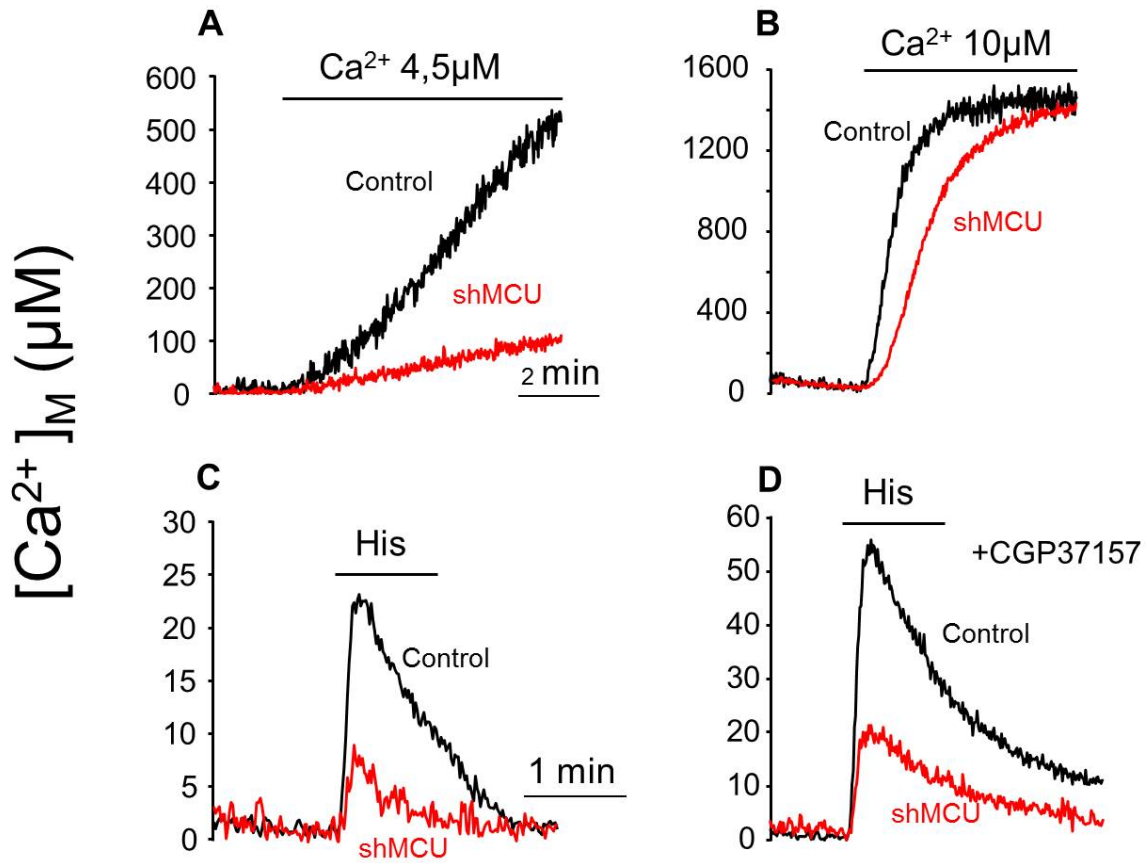 [Ca²⁺]M (µM)
A
Ca²⁺ 4,5µM
600
500
400
300
200
100
0
Control
shMCU
2 min
B
Ca²⁺ 10µM
1600
1200
800
400
0
Control
shMCU
C
His
30
25
20
15
10
5
0
Control
shMCU
1 min
D
His
+CGP37157
60
50
40
30
20
10
0
Control
shMCU